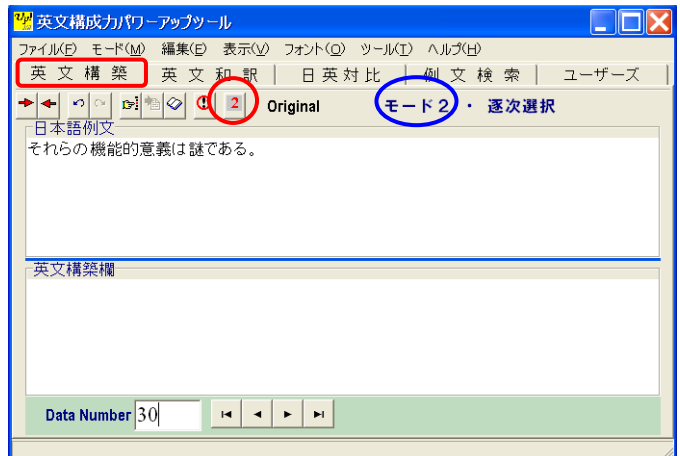 Up! 英文構成力パワーアップツール
ファイル(F) モード(M) 編集(E) 表示(V) フォント(O) ツール(T) ヘルプ(H)
英 文 構 築 英 文 和 訳 日 英 対 比 例 文 検 索 ユーザーズ
2 Original モード2 ・ 逐次選択
日本語例文
それらの機能的意義は謎である。
英文構築欄
Data Number 30